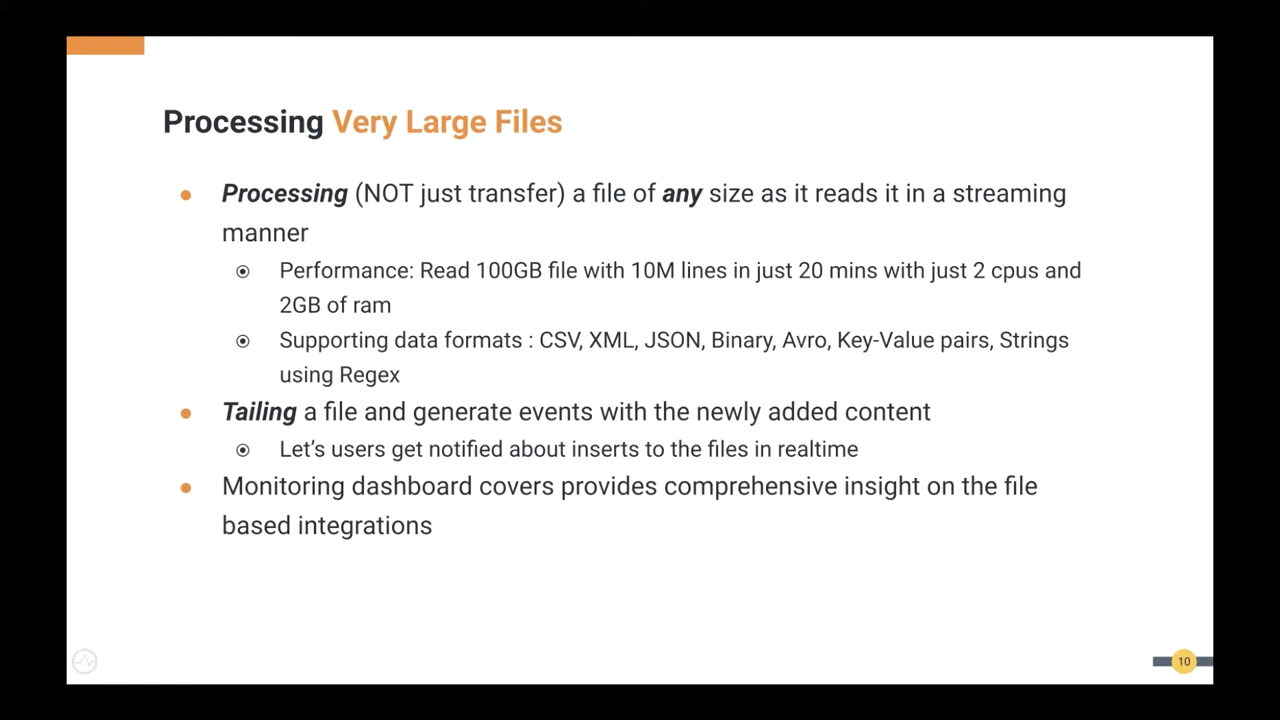 Processing Very Large Files
Processing (NOT just transfer) a file of any size as it reads it in a streaming
manner
Performance: Read 100GB file with 10M lines in just 20 mins with just 2 cpus and
2GB of ram
Supporting data formats : CSV, XML, JSON, Binary, Avro, Key-Value pairs, Strings
using Regex
Tailing a file and generate events with the newly added content
Let’s users get notified about inserts to the files in realtime
Monitoring dashboard covers provides comprehensive insight on the file
based integrations
10